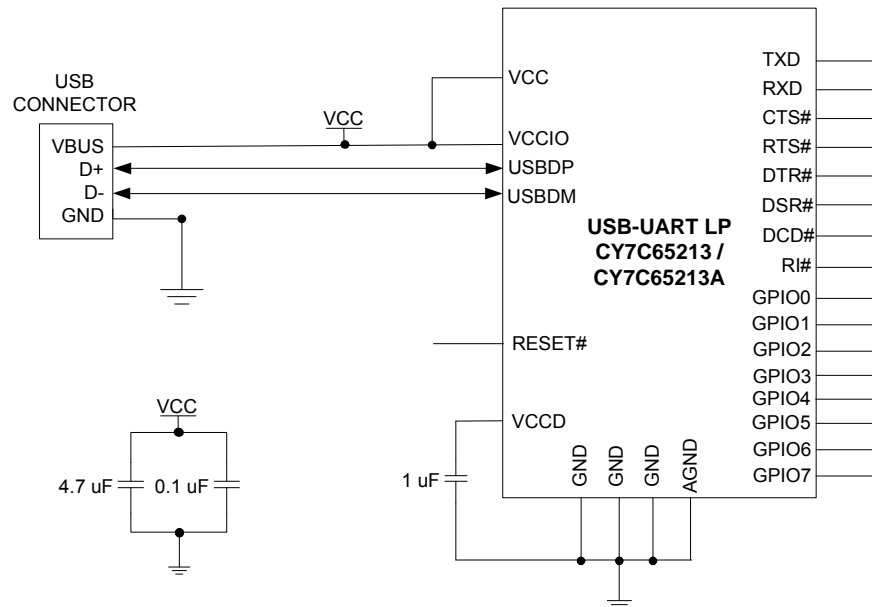 USB
CONNECTOR
VBUS
D+
D-
GND
VCC
VCC
VCCIO
USBDP
USBDM
RESET#
VCCD
USB-UART LP
CY7C65213 /
CY7C65213A
GND
GND
GND
AGND
TXD
RXD
CTS#
RTS#
DTR#
DSR#
DCD#
RI#
GPIO0
GPIO1
GPIO2
GPIO3
GPIO4
GPIO5
GPIO6
GPIO7
VCC
4.7 uF
0.1 uF
1 uF